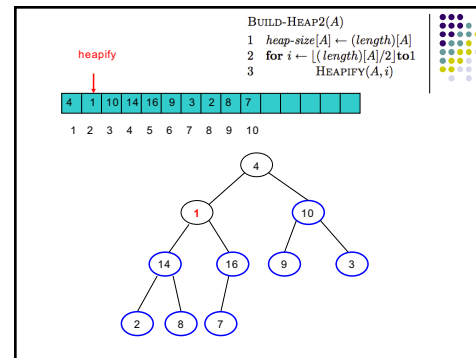 BUILD-HEAP2(A)
1 heap-size[A] ← (length)[A]
2 for i ← ⌊(length)[A]/2⌋to1
3 HEAPIFY(A, i)
heapify
4 1 10 14 16 9 3 2 8 7
1 2 3 4 5 6 7 8 9 10
4
1 10
14 16 9 3
2 8 7